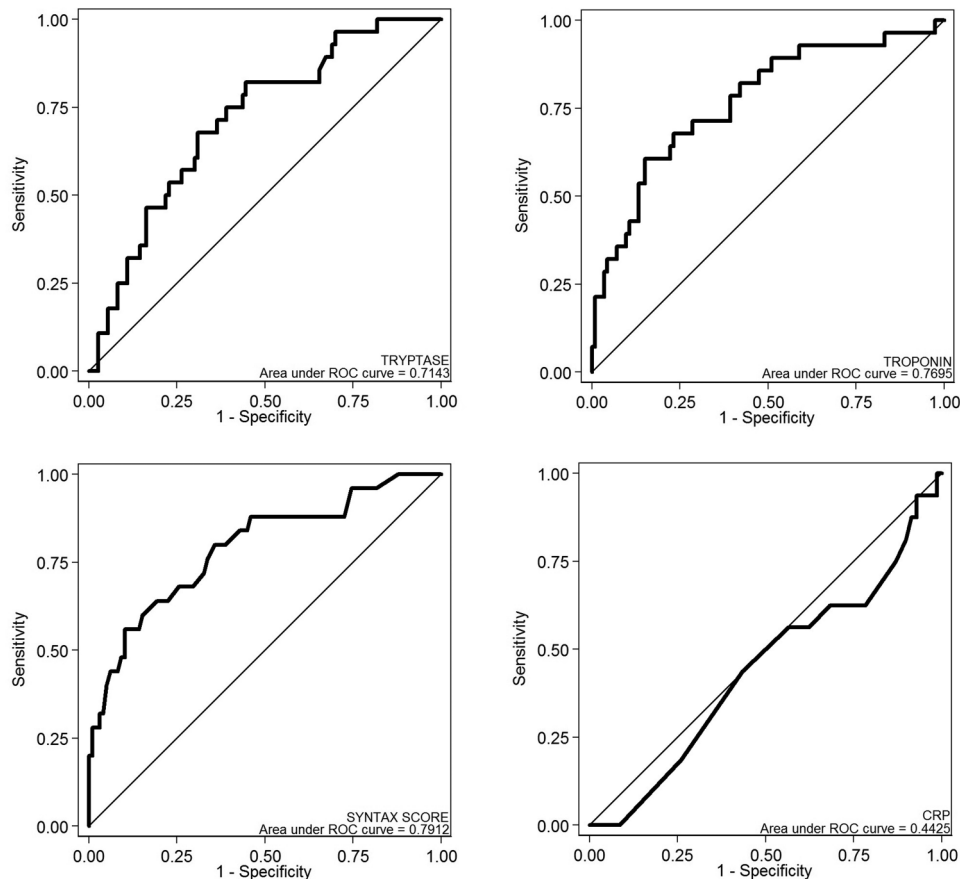 1.00
0.75
0.50
0.25
0.00
Sensitivity
TRYPTASE
Area under ROC curve = 0.7143
0.00 0.25 0.50 0.75 1.00
1 - Specificity
1.00
0.75
0.50
0.25
0.00
Sensitivity
TROPONIN
Area under ROC curve = 0.7695
0.00 0.25 0.50 0.75 1.00
1 - Specificity
1.00
0.75
0.50
0.25
0.00
Sensitivity
SYNTAX SCORE
Area under ROC curve = 0.7912
0.00 0.25 0.50 0.75 1.00
1 - Specificity
1.00
0.75
0.50
0.25
0.00
Sensitivity
CRP
Area under ROC curve = 0.4425
0.00 0.25 0.50 0.75 1.00
1 - Specificity